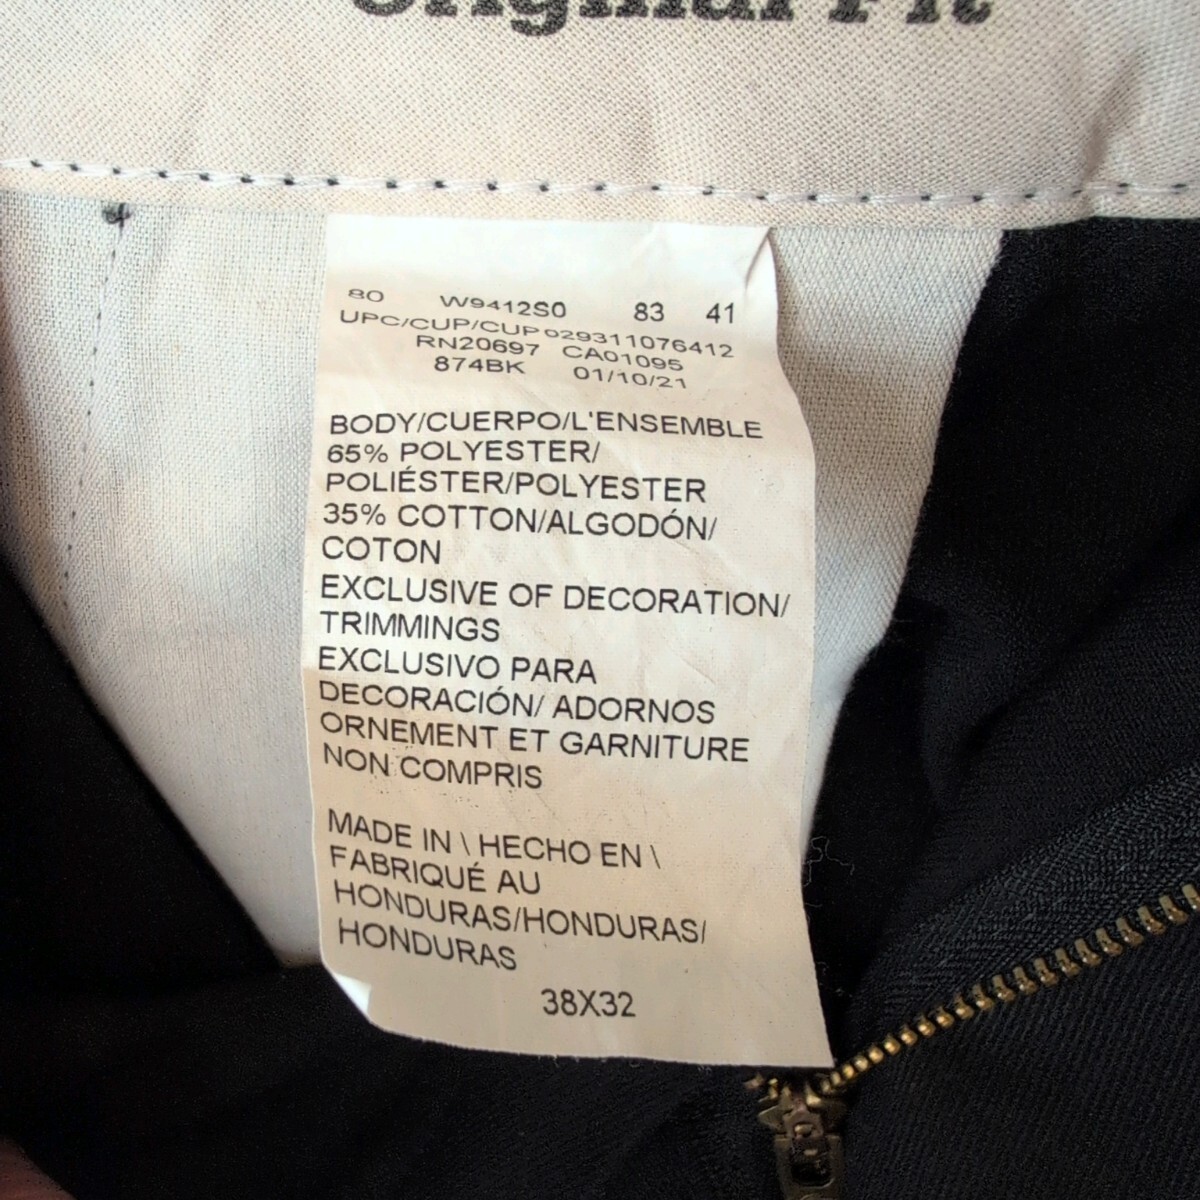 Original Fit
80 W9412S0 83 41
UPC/CUP/CUP 029311076412
RN20697 CA01095
874BK 01/10/21
BODY/CUERPO/L'ENSEMBLE
65% POLYESTER/
POLIÉSTER/POLYESTER
35% COTTON/ALGODÓN/
COTON
EXCLUSIVE OF DECORATION/
TRIMMINGS
EXCLUSIVO PARA
DECORACIÓN/ ADORNOS
ORNEMENT ET GARNITURE
NON COMPRIS
MADE IN \ HECHO EN \
FABRIQUÉ AU
HONDURAS/HONDURAS/
HONDURAS
38X32